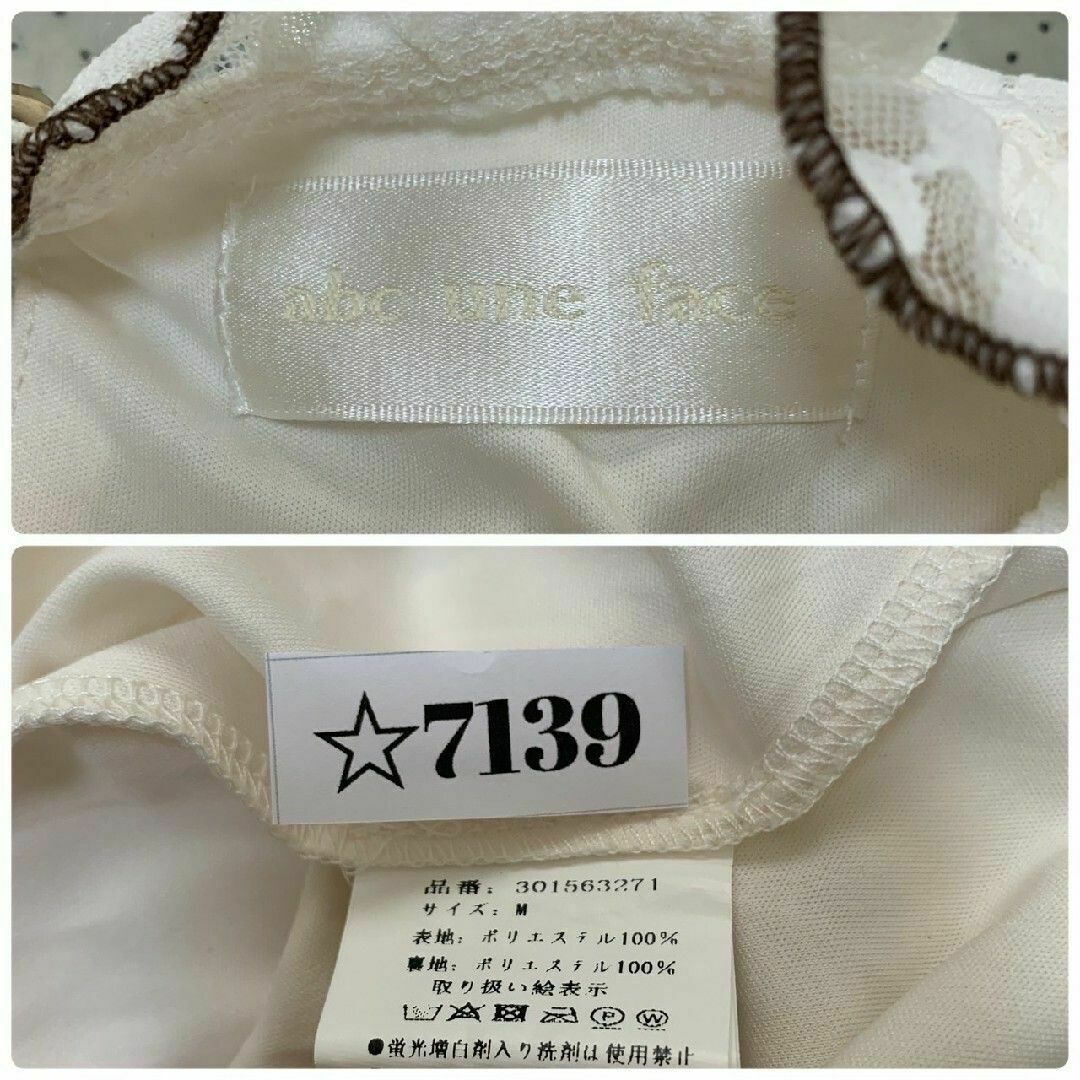 abc une face
☆7139
品番: 301563271
サイズ: M
表地: ポリエステル100%
裏地: ポリエステル100%
取り扱い絵表示
P W
●蛍光増白剤入り洗剤は使用禁止